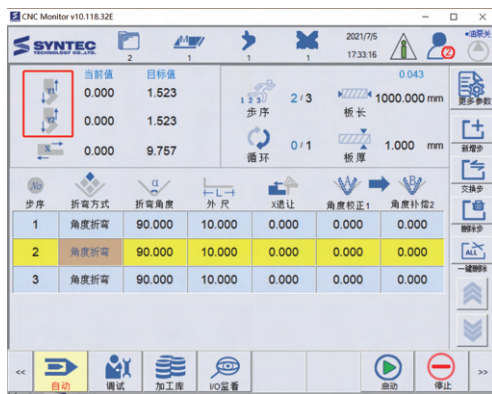 CNC Monitor v10.118.32E
SYNTEC
TECHNOLOGY CO.,LTD.
2
1
1
1
2021/7/5
17:33:16
2
油泵关
当前值 目标值
Y1 0.000 1.523
Y2 0.000 1.523
X 0.000 9.757
1 2 3
步序
2 / 3
循环
0 / 1
0.043
板长
1000.000 mm
板厚
1.000 mm
更多参数
新增步
交换步
删除步
ALL
一键删除
No α L
步序 折弯方式 折弯角度 外尺 X退让 角度校正1 角度补偿2
1 角度折弯 90.000 10.000 0.000 0.000 0.000
2 角度折弯 90.000 10.000 0.000 0.000 0.000
3 角度折弯 90.000 10.000 0.000 0.000 0.000
<< 自动 调试 加工库 I/O监看 启动 停止 >>